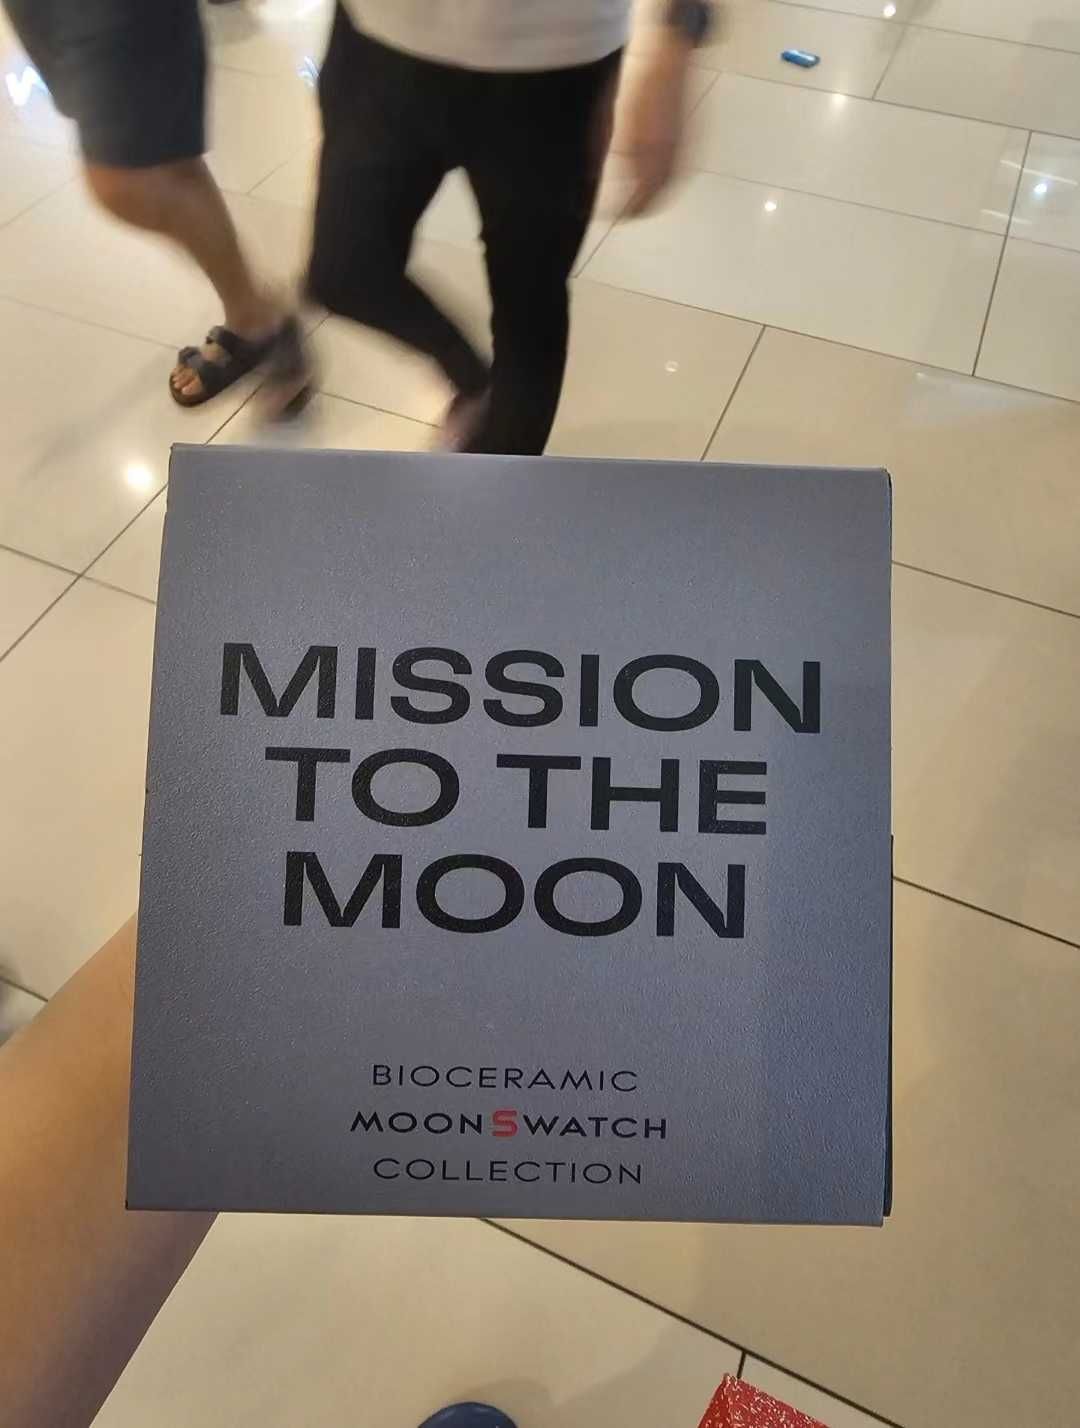 MISSION
TO THE
MOON
BIOCERAMIC
MOONSWATCH
COLLECTION